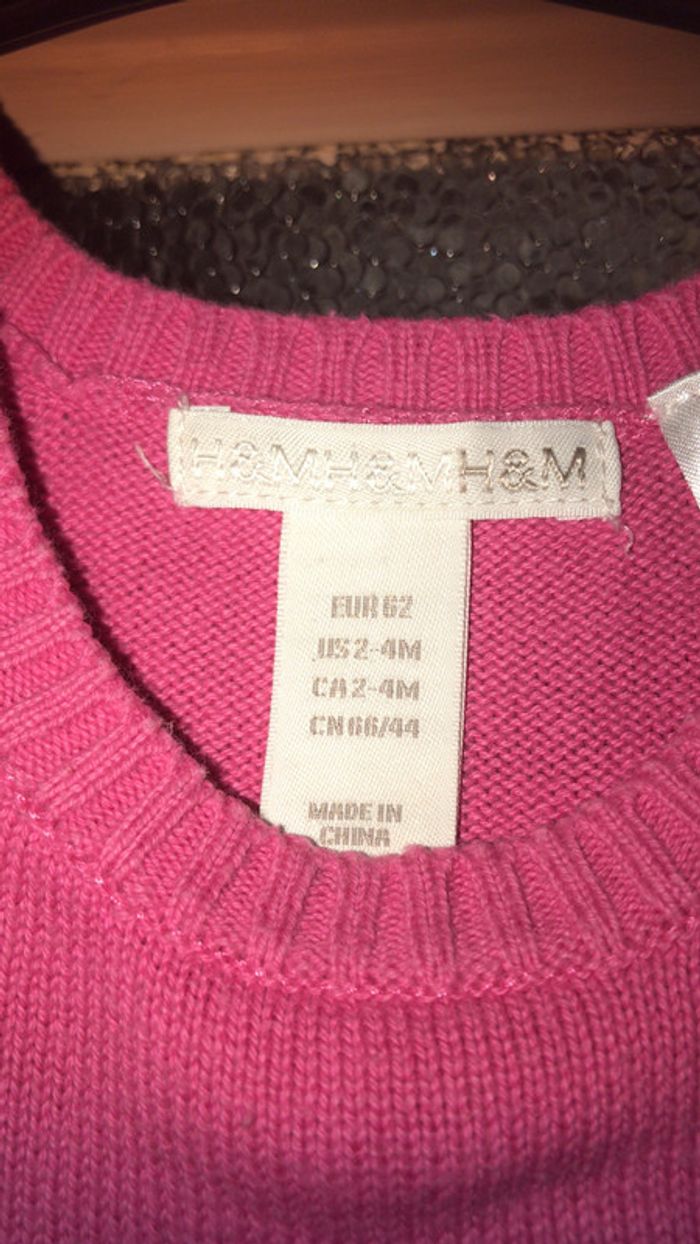 H&MH&MH&M
EUR 62
US 2-4M
CA 2-4M
CN 66/44
MADE IN
CHINA